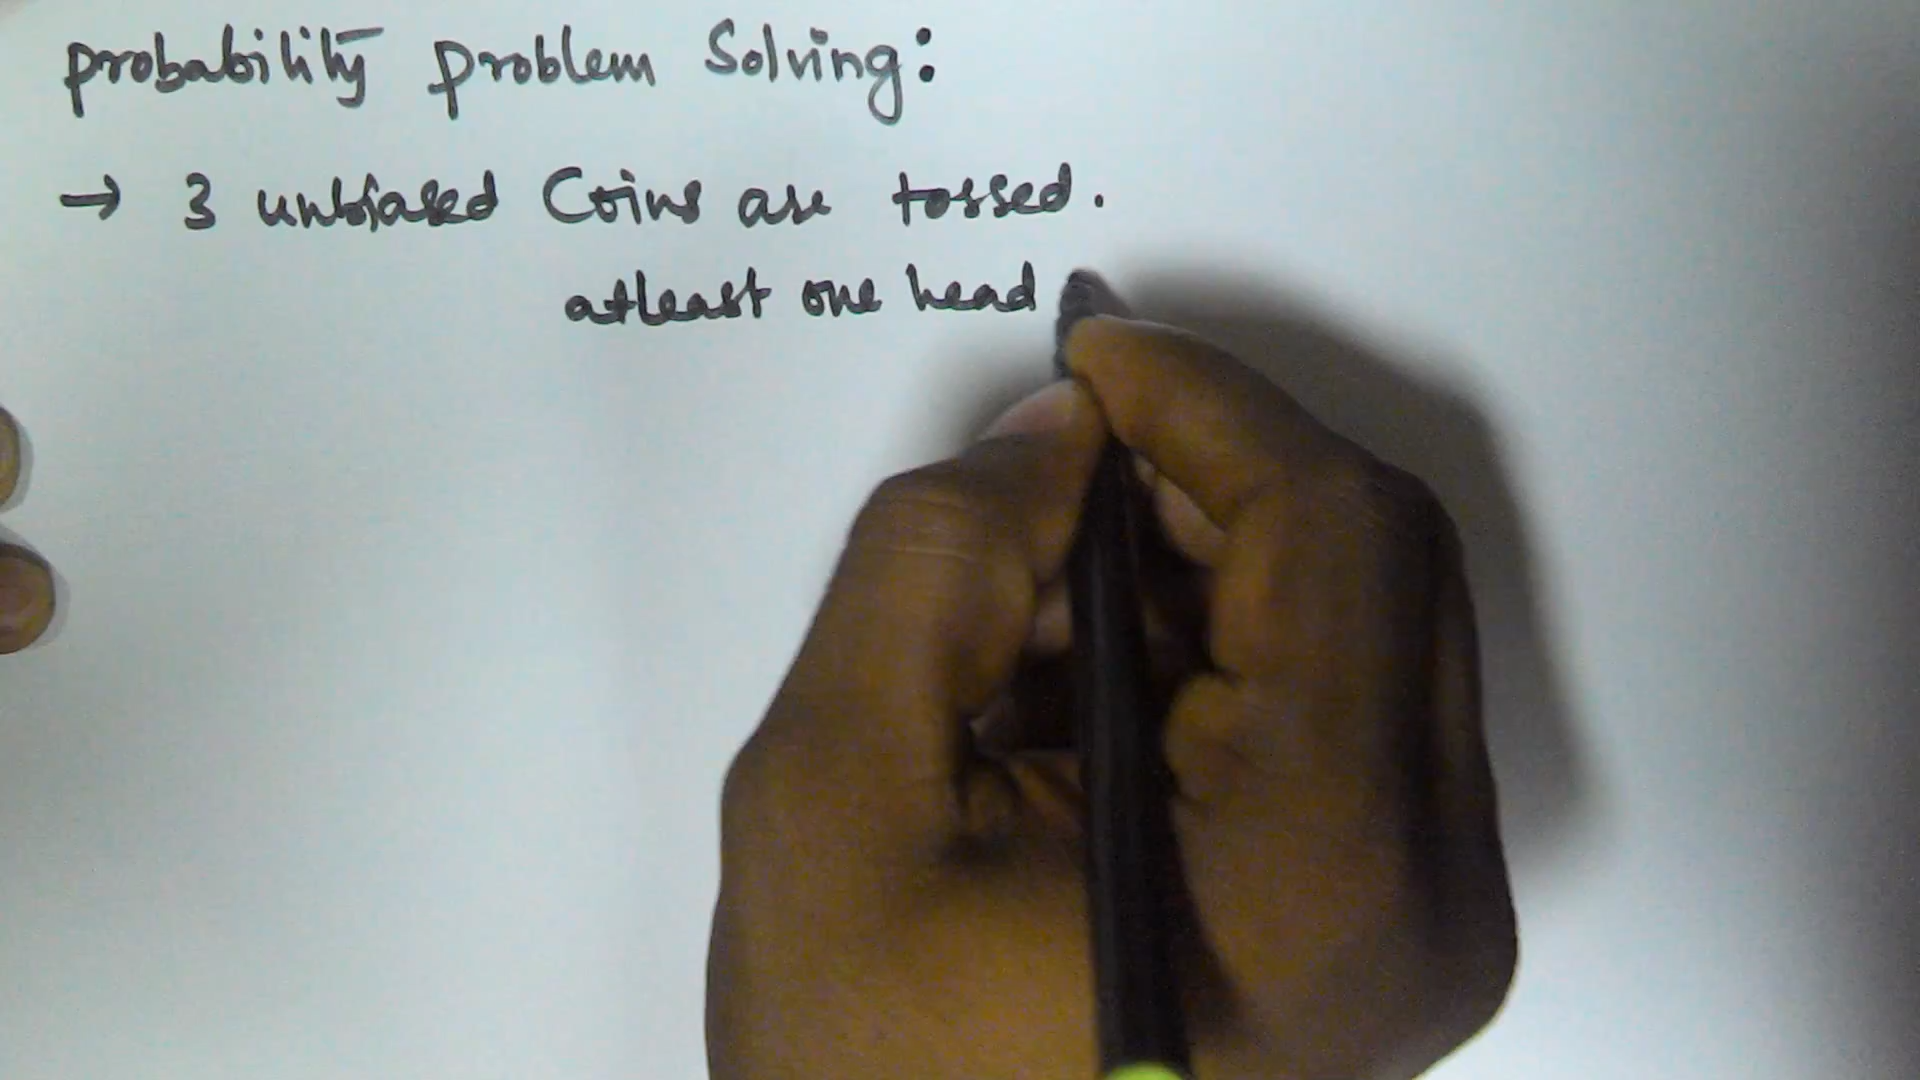 probability problem Solving:
→ 3 unbiased Coins are tossed.
atleast one head